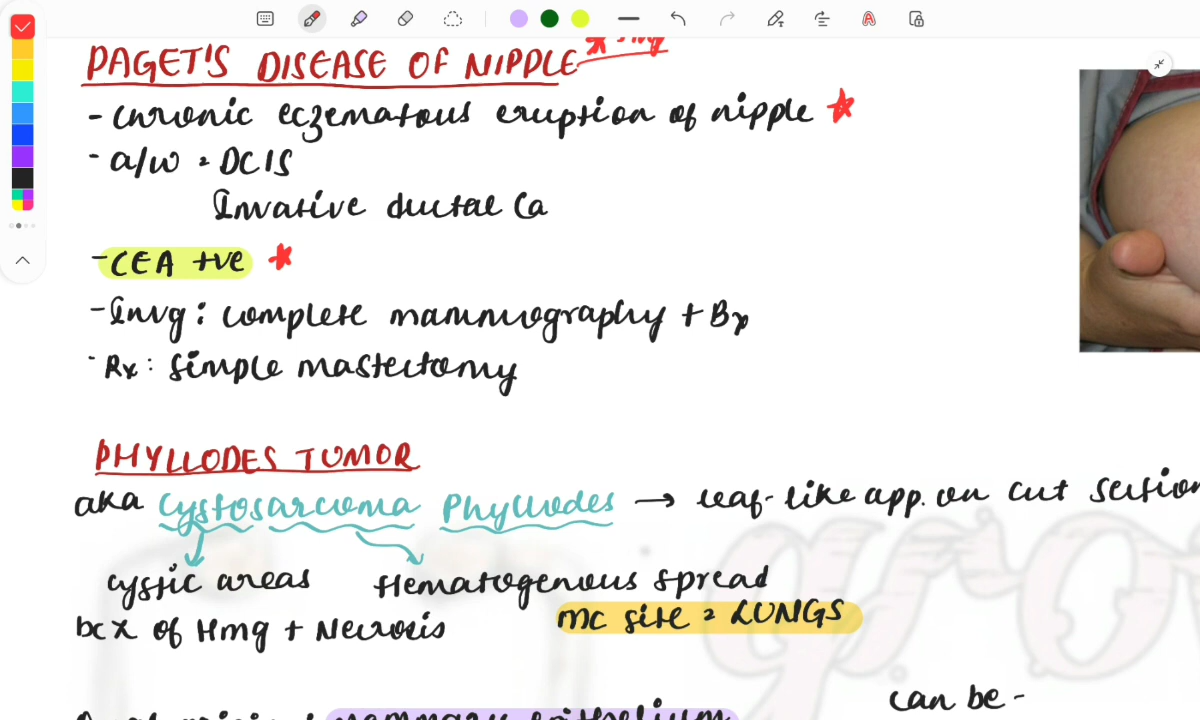 PAGET'S DISEASE OF NIPPLE
- chronic eczematous eruption of nipple
- a/w = DCIS
Invasive ductal Ca
- CEA +ve
- Invg : complete mammography + Bx
- Rx : simple mastectomy
PHYLLODES TUMOR
aka Cystosarcoma Phyllodes → leaf-like app. on cut section
cystic areas Hematogenous spread
bcz of Hmg + Necrosis mc site = LUNGS
can be -
mammary epithelium